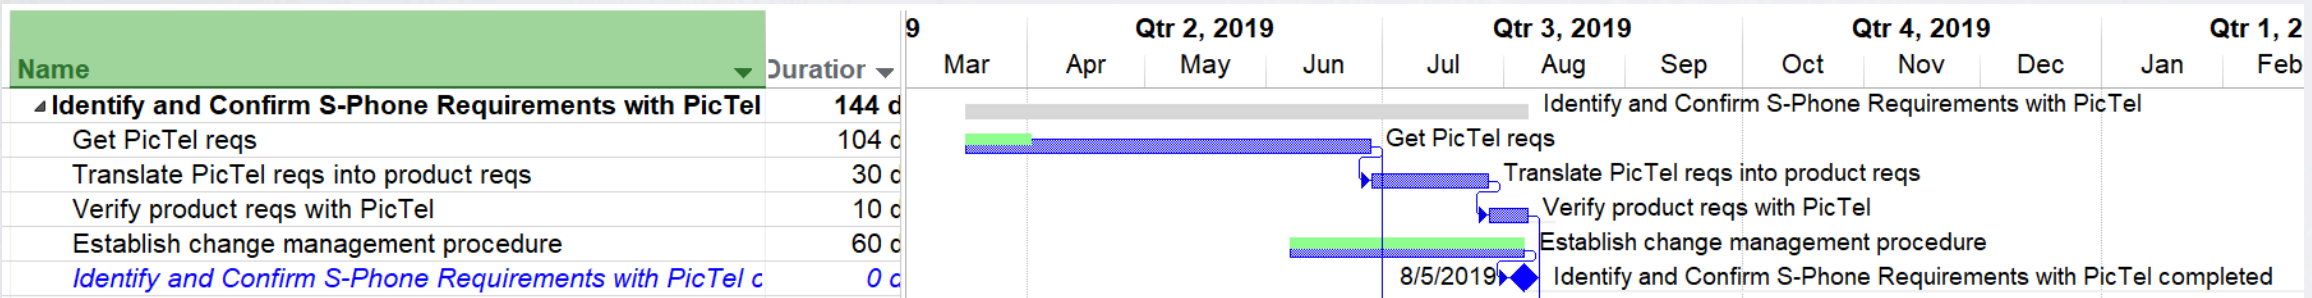 9 Qtr 2, 2019 Qtr 3, 2019 Qtr 4, 2019 Qtr 1, 2
Name Duratior Mar Apr May Jun Jul Aug Sep Oct Nov Dec Jan Feb
Identify and Confirm S-Phone Requirements with PicTel 144 d Identify and Confirm S-Phone Requirements with PicTel
Get PicTel reqs 104 d Get PicTel reqs
Translate PicTel reqs into product reqs 30 d Translate PicTel reqs into product reqs
Verify product reqs with PicTel 10 d Verify product reqs with PicTel
Establish change management procedure 60 d Establish change management procedure
Identify and Confirm S-Phone Requirements with PicTel c 0 d 8/5/2019 Identify and Confirm S-Phone Requirements with PicTel completed